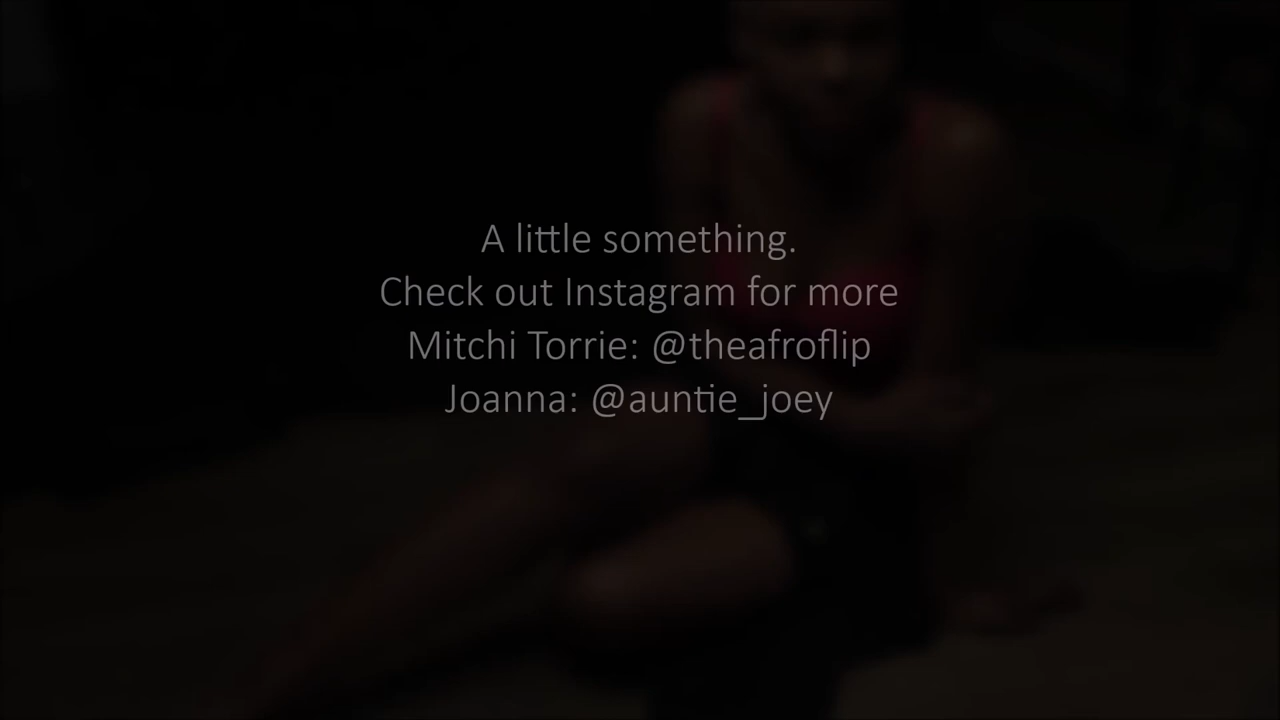 A little something.
Check out Instagram for more
Mitchi Torrie: @theafroflip
Joanna: @auntie_joey